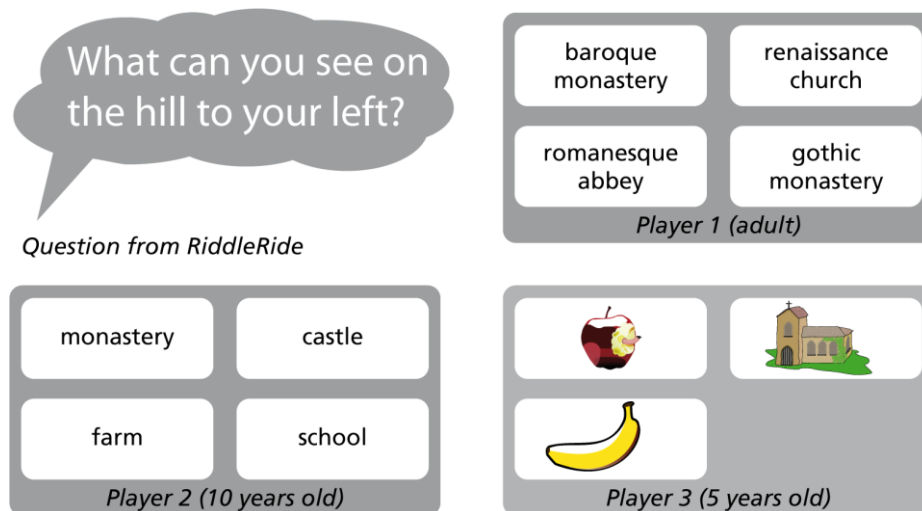 What can you see on
the hill to your left?
Question from RiddleRide
baroque
monastery
renaissance
church
romanesque
abbey
gothic
monastery
Player 1 (adult)
monastery
castle
farm
school
Player 2 (10 years old)
Player 3 (5 years old)